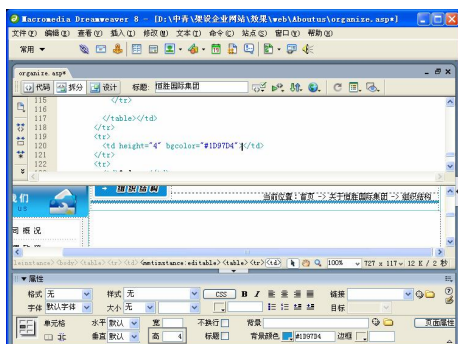 Macromedia Dreamweaver 8 - [D:\中青\架设企业网站\效果\web\Aboutus\organize.asp*]
文件(F) 编辑(E) 查看(V) 插入(I) 修改(M) 文本(T) 命令(C) 站点(S) 窗口(W) 帮助(H)
常用
organize.asp*
代码 拆分 设计 标题: 恒胜国际集团
115 </tr>
116
117 </table></td>
118 </tr>
119 <tr>
120 <td height="4" bgcolor="#1D97D4"></td>
121 </tr>
122 <tr>
们 组织结构
us 当前位置：首页 -> 关于恒胜国际集团 -> 组织结构
司 概 况
<body> <table> <tr> <td> <mmtinstance:editable> <table> <tr> <td> 100% 727 x 117 12 K / 2 秒
属性
格式 无 样式 无 CSS B I 链接
字体 默认字体 大小 无 目标
单元格 水平 默认 宽 不换行 背景 页面属性
垂直 默认 高 4 标题 背景颜色 #1D97D4 边框